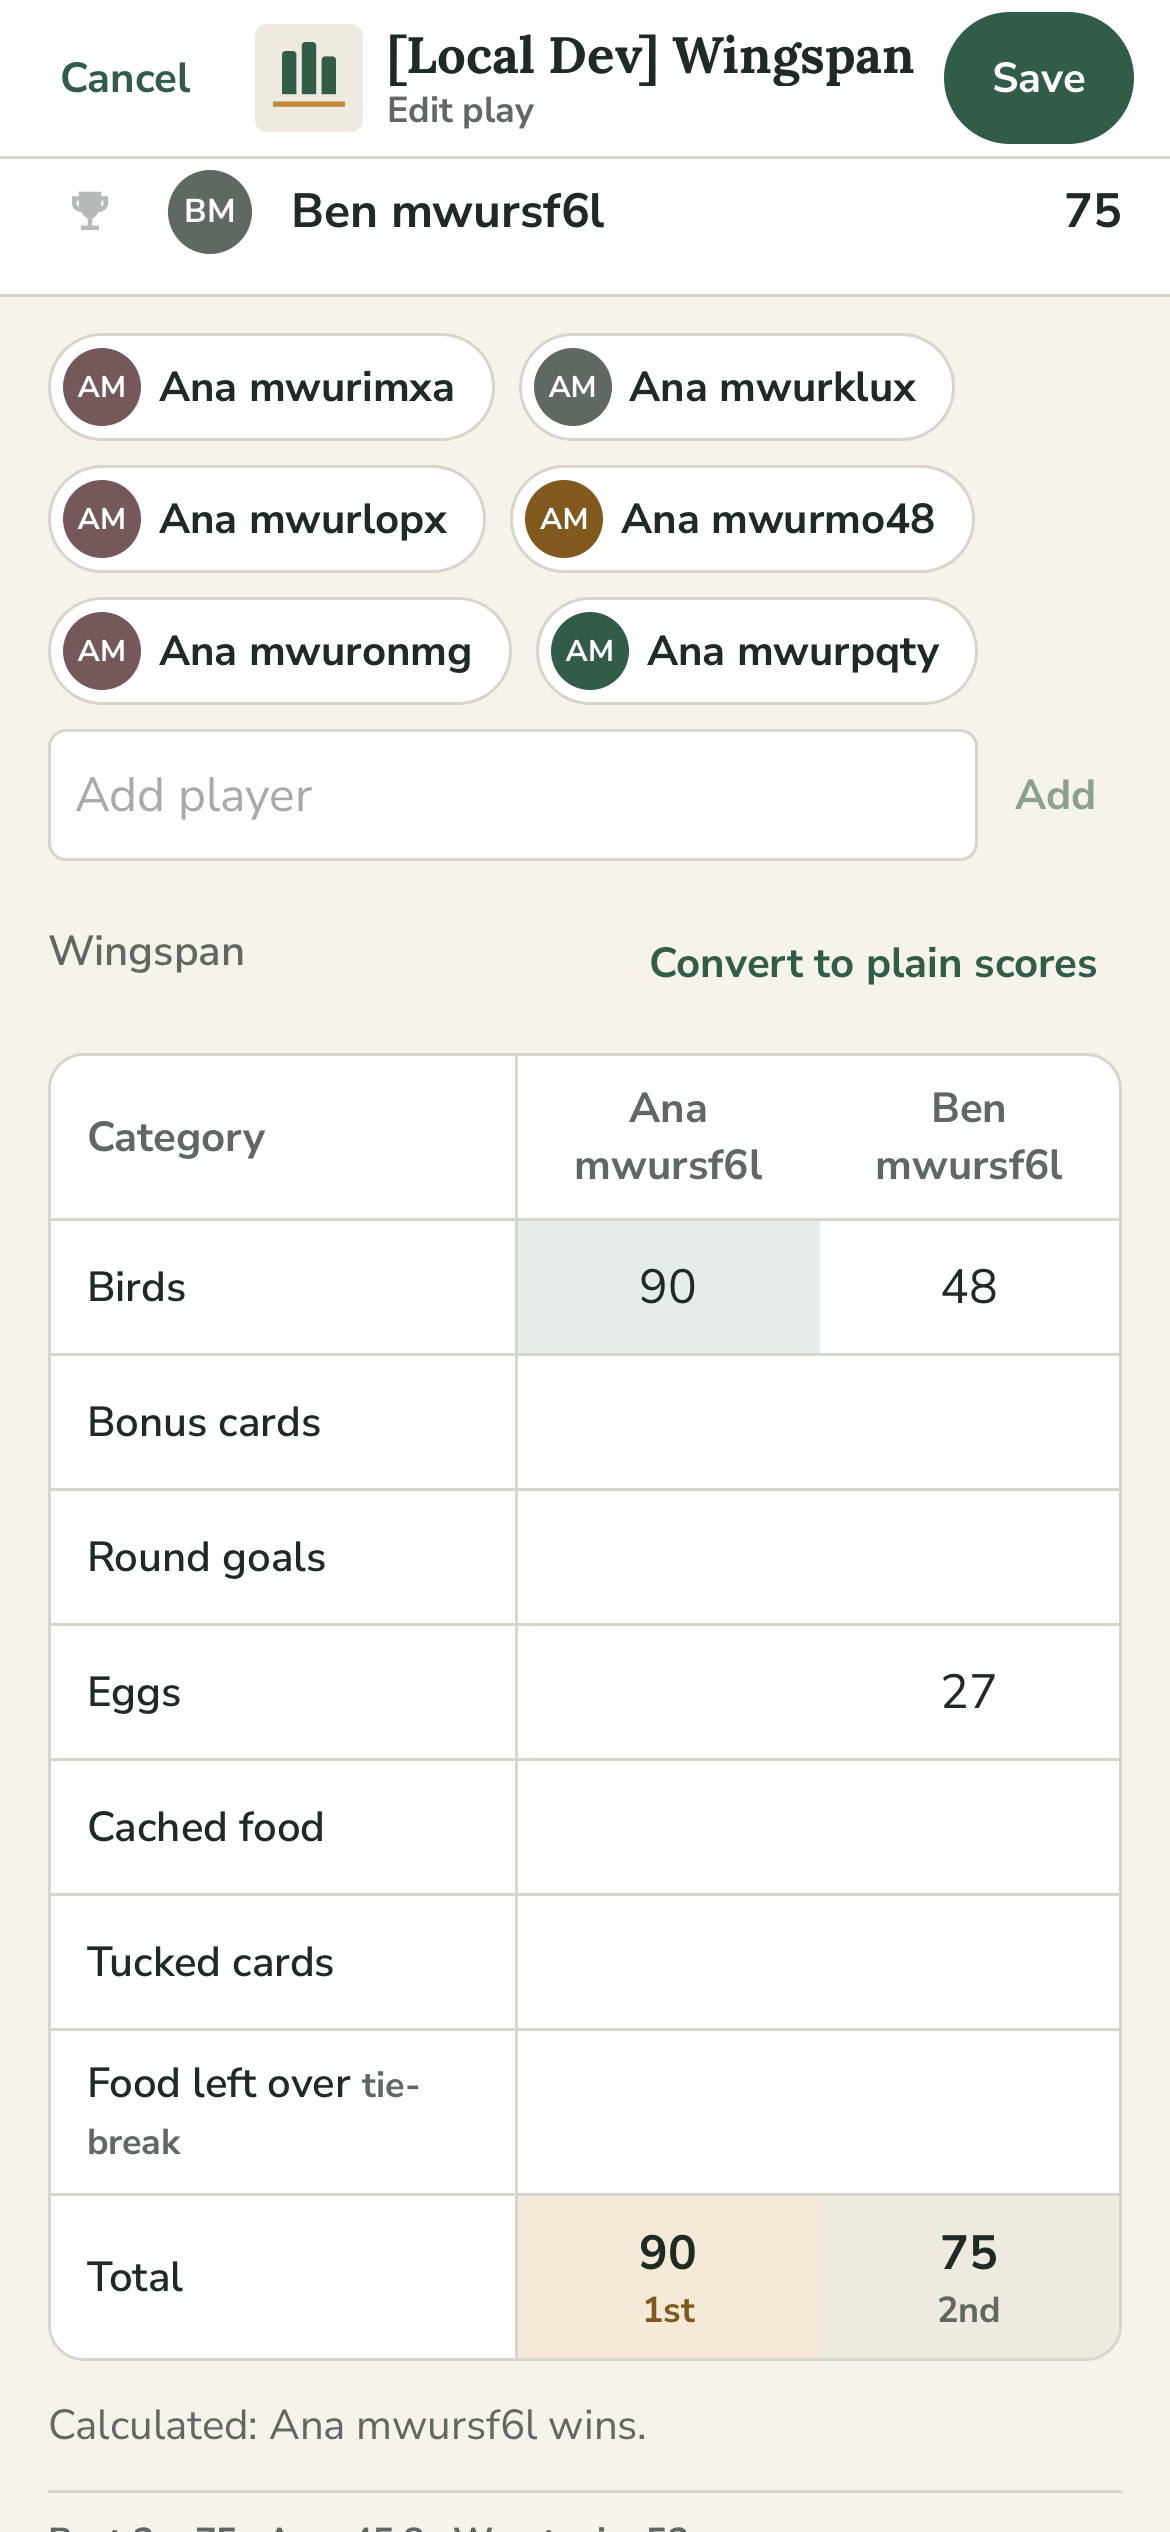 Cancel
[Local Dev] Wingspan
Edit play
Save
BM
Ben mwursf6l
75
AM Ana mwurimxa
AM Ana mwurklux
AM Ana mwurlopx
AM Ana mwurmo48
AM Ana mwuronmg
AM Ana mwurpqty
Add player
Add
Wingspan
Convert to plain scores
Category
Ana
mwursf6l
Ben
mwursf6l
Birds 90 48
Bonus cards
Round goals
Eggs 27
Cached food
Tucked cards
Food left over tie-
break
Total
90
1st
75
2nd
Calculated: Ana mwursf6l wins.